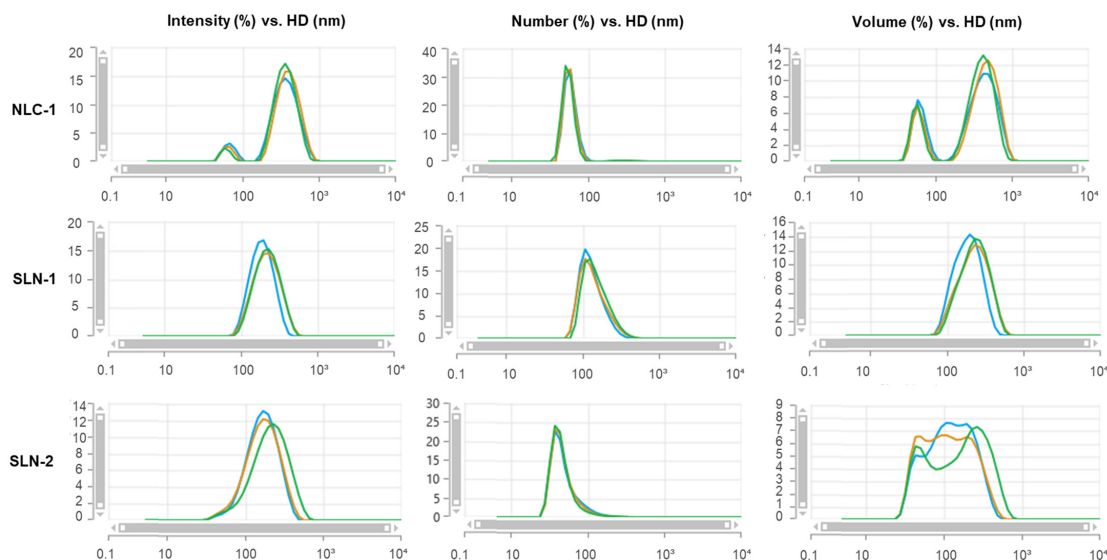 Intensity (%) vs. HD (nm) Number (%) vs. HD (nm) Volume (%) vs. HD (nm)
NLC-1
20 15 10 5 0
40 30 20 10 0
14 12 10 8 6 4 2 0
0.1 10 100 10³ 10⁴
0.1 10 100 10³ 10⁴
0.1 10 100 10³ 10⁴
SLN-1
20 15 10 5 0
25 20 15 10 5 0
16 14 12 10 8 6 4 2 0
0.1 10 100 10³ 10⁴
0.1 10 100 10³ 10⁴
0.1 10 100 10³ 10⁴
SLN-2
14 12 10 8 6 4 2 0
30 25 20 15 10 5 0
9 8 7 6 5 4 3 2 1 0
0.1 10 100 10³ 10⁴
0.1 10 100 10³ 10⁴
0.1 10 100 10³ 10⁴